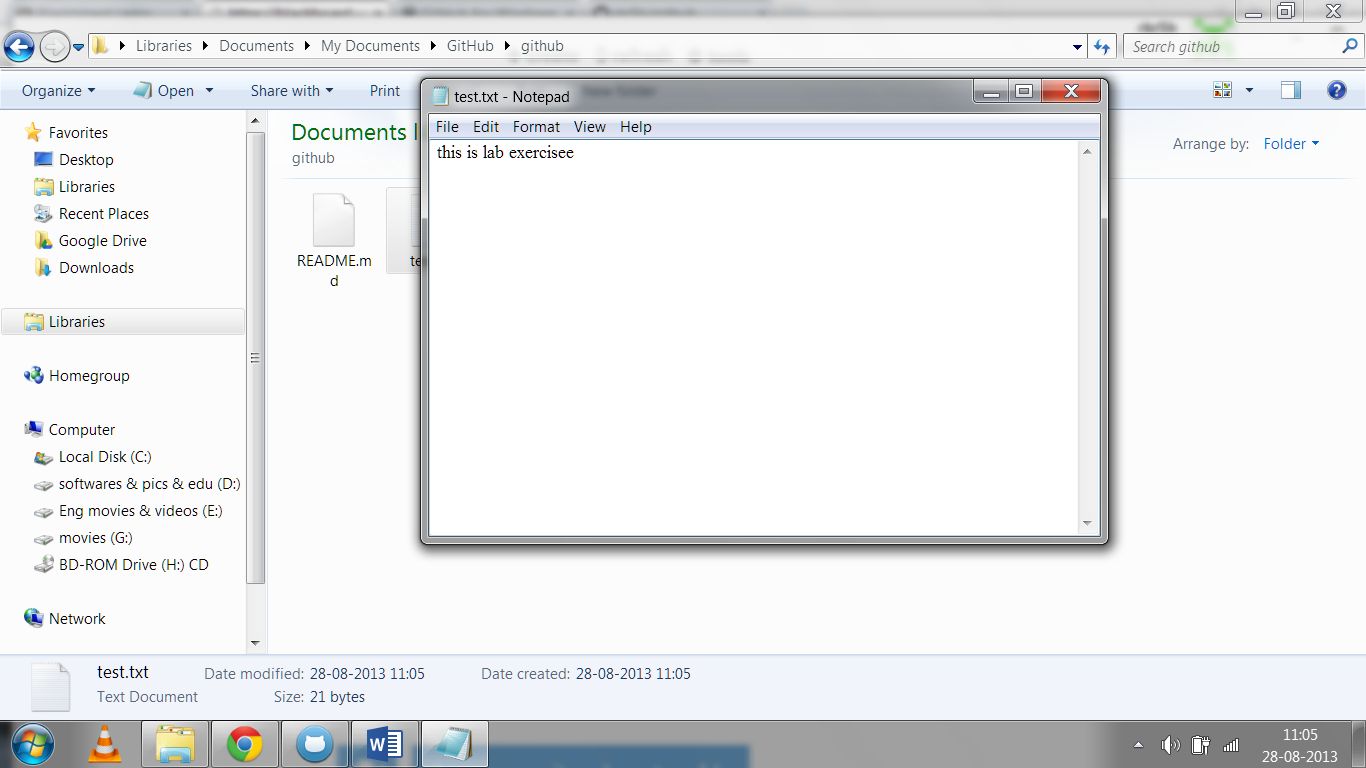 Libraries Documents My Documents GitHub github
Search github
Organize Open Share with Print
test.txt - Notepad
File Edit Format View Help
this is lab exercisee
Favorites
Desktop
Libraries
Recent Places
Google Drive
Downloads
Libraries
Homegroup
Computer
Local Disk (C:)
softwares & pics & edu (D:)
Eng movies & videos (E:)
movies (G:)
BD-ROM Drive (H:) CD
Network
Documents
github
Arrange by: Folder
README.m
d
test.txt Date modified: 28-08-2013 11:05 Date created: 28-08-2013 11:05
Text Document Size: 21 bytes
11:05
28-08-2013